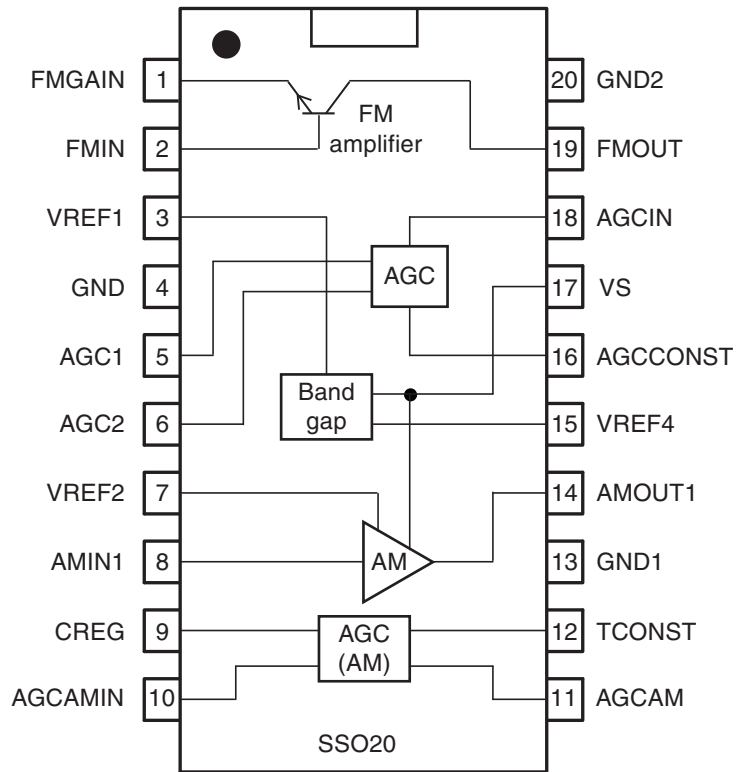 FMGAIN 1
20 GND2
FM
amplifier
FMIN 2
19 FMOUT
VREF1 3
18 AGCIN
AGC
GND 4
17 VS
AGC1 5
16 AGCCONST
Band
gap
AGC2 6
15 VREF4
VREF2 7
14 AMOUT1
AMIN1 8
AM
13 GND1
CREG 9
AGC
(AM)
12 TCONST
AGCAMIN 10
11 AGCAM
SSO20